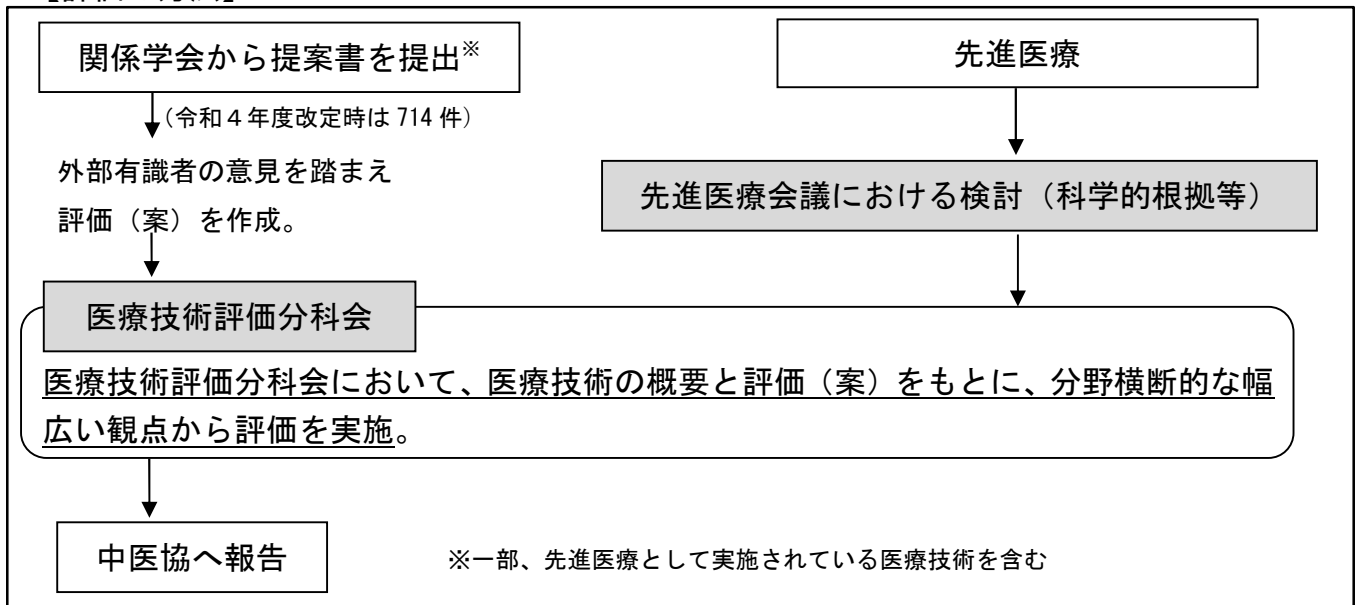 関係学会から提案書を提出※
（令和４年度改定時は 714 件）
外部有識者の意見を踏まえ
評価（案）を作成。
先進医療
先進医療会議における検討（科学的根拠等）
医療技術評価分科会
医療技術評価分科会において、医療技術の概要と評価（案）をもとに、分野横断的な幅
広い観点から評価を実施。
中医協へ報告
※一部、先進医療として実施されている医療技術を含む